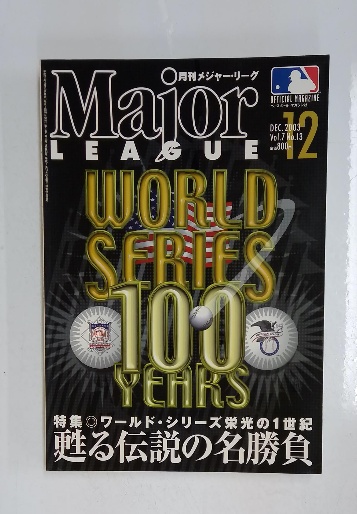 月刊メジャー・リーグ
Major
LEAGUE
OFFICIAL MAGAZINE
DEC. 2003
Vol.7 No.13
800
12
WORLD
SERIES
100
YEARS
特集◎ワールド・シリーズ栄光の1世紀
甦る伝説の名勝負